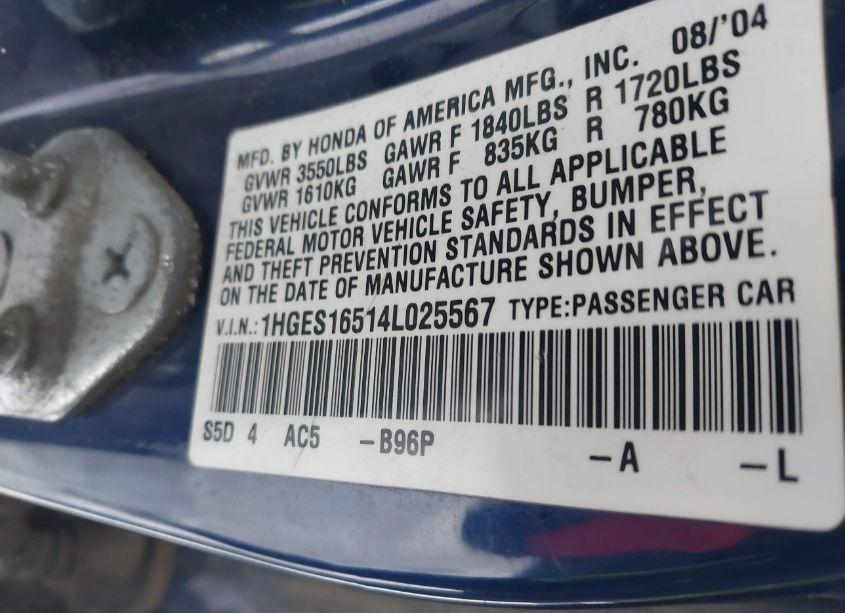 MFD. BY HONDA OF AMERICA MFG., INC. 08/'04
GVWR 3550LBS GAWR F 1840LBS R 1720LBS
GVWR 1610KG GAWR F 835KG R 780KG
THIS VEHICLE CONFORMS TO ALL APPLICABLE
FEDERAL MOTOR VEHICLE SAFETY, BUMPER,
AND THEFT PREVENTION STANDARDS IN EFFECT
ON THE DATE OF MANUFACTURE SHOWN ABOVE.
V.I.N.:1HGES16514L025567 TYPE:PASSENGER CAR
S5D 4 AC5 -B96P -A -L